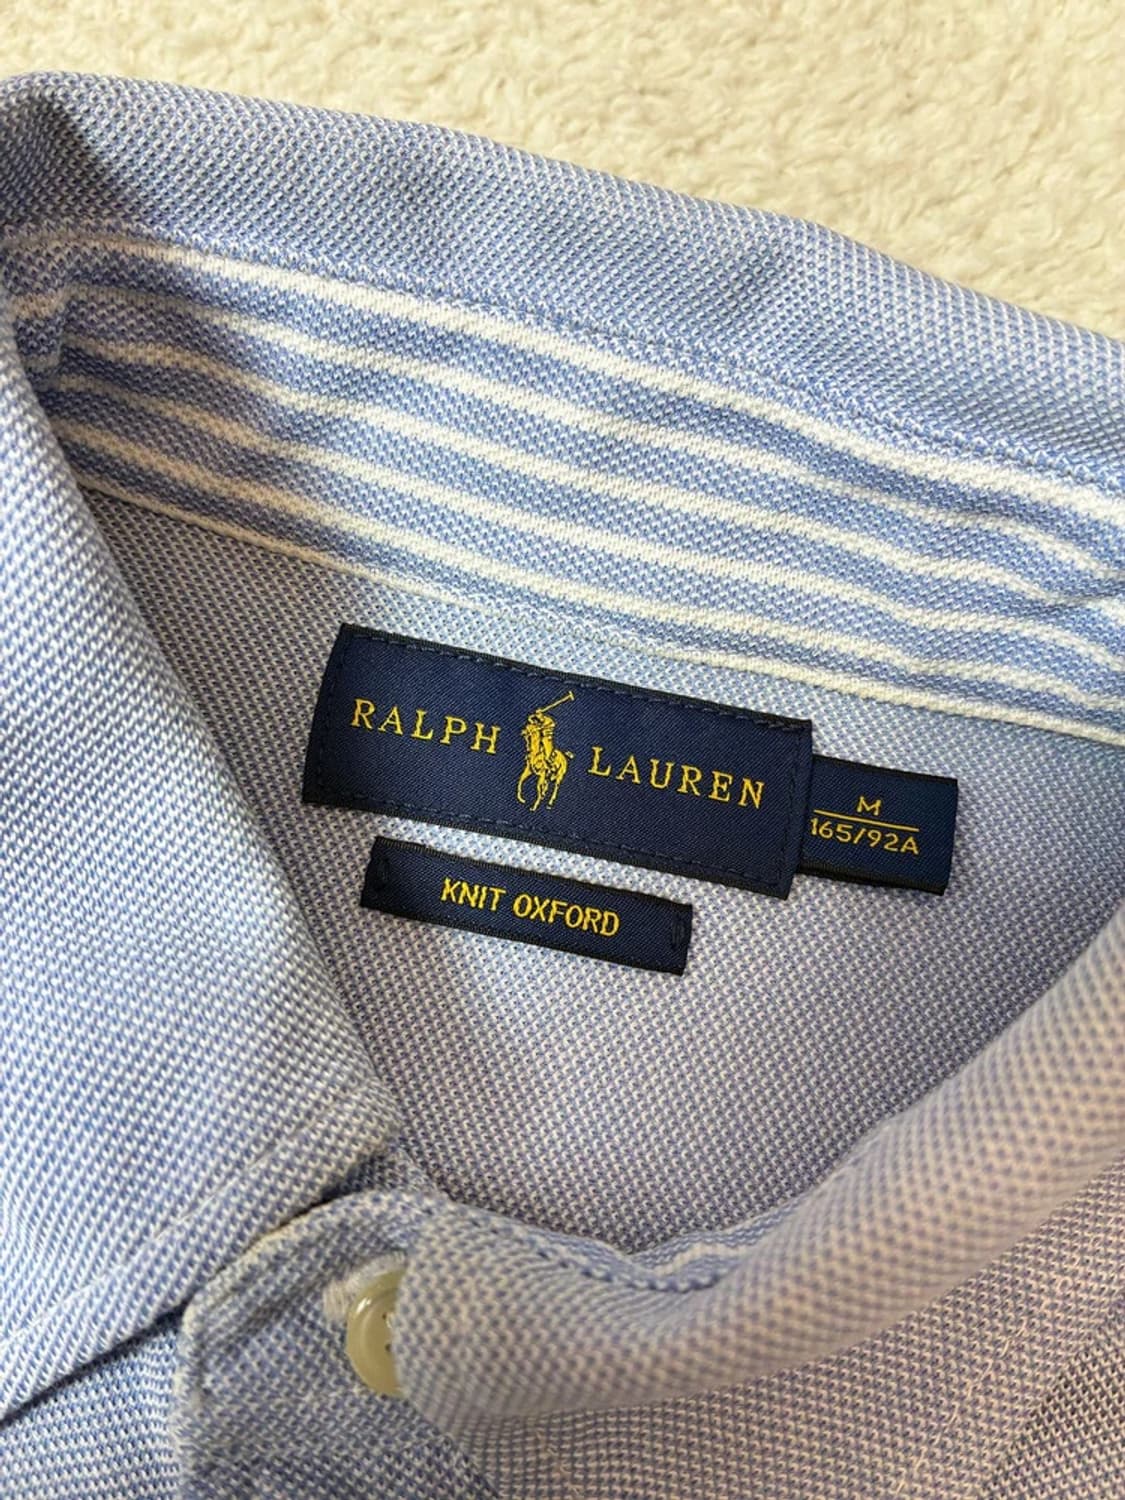 RALPH LAUREN
M
165/92A
KNIT OXFORD